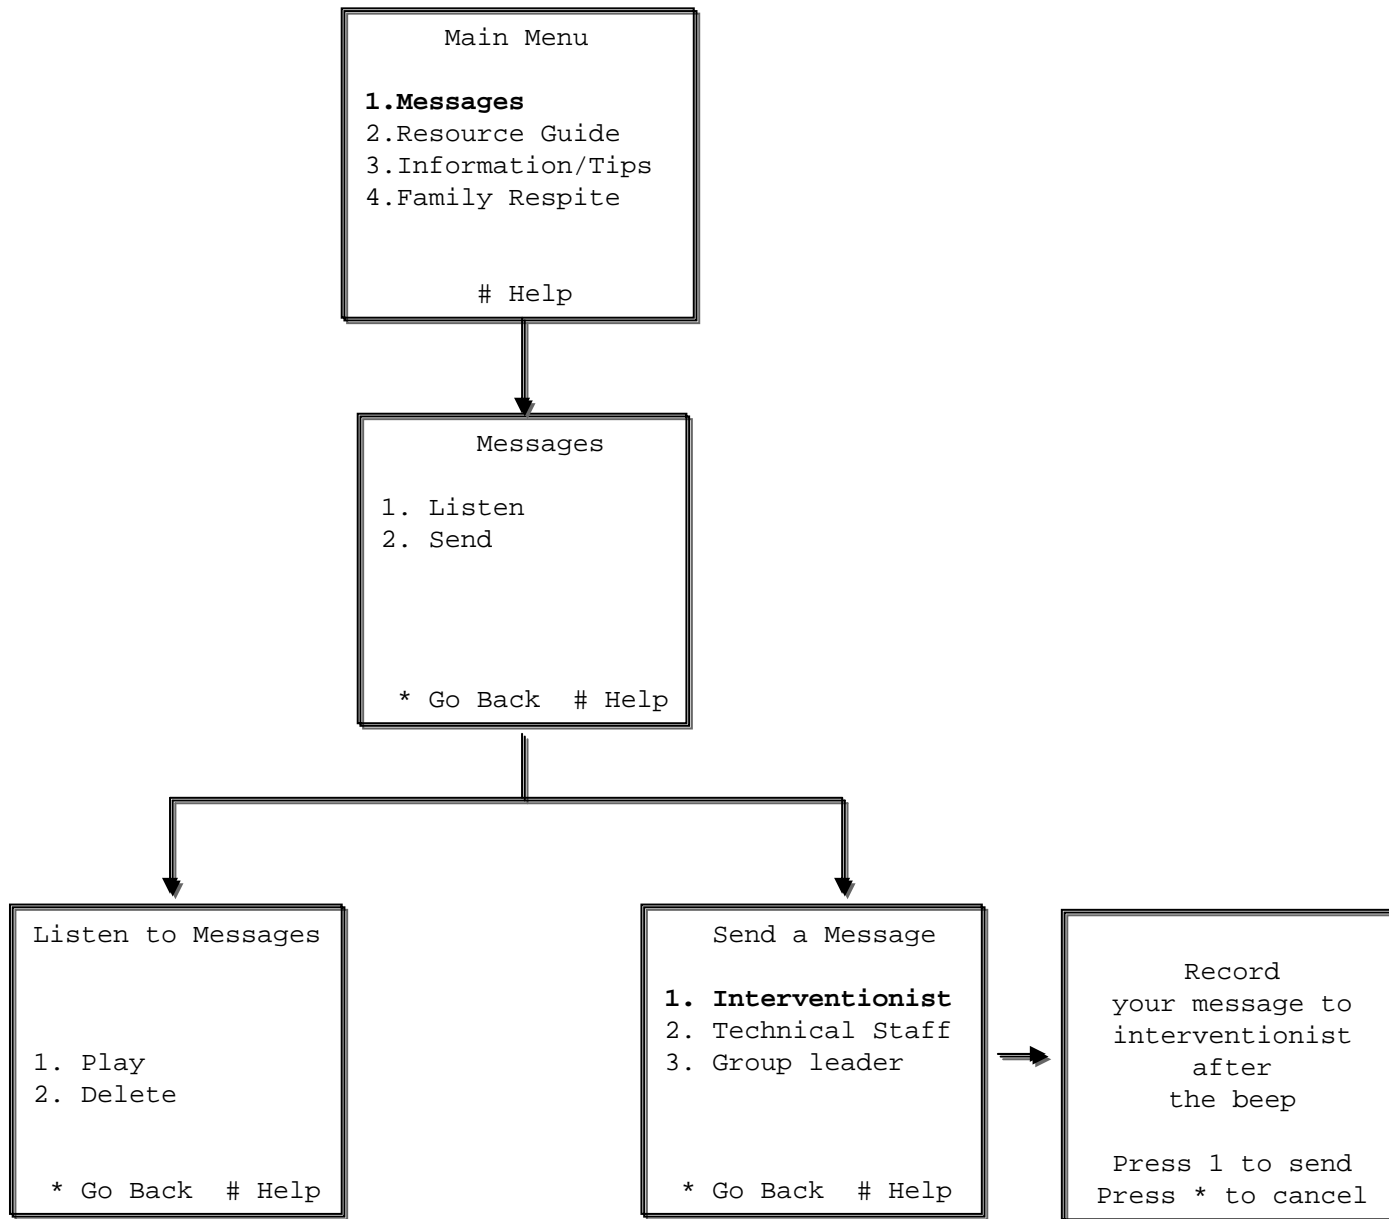 Main Menu
1.Messages
2.Resource Guide
3.Information/Tips
4.Family Respite
# Help
Messages
1. Listen
2. Send
* Go Back # Help
Listen to Messages
1. Play
2. Delete
* Go Back # Help
Send a Message
1. Interventionist
2. Technical Staff
3. Group leader
* Go Back # Help
Record
your message to
interventionist
after
the beep
Press 1 to send
Press * to cancel